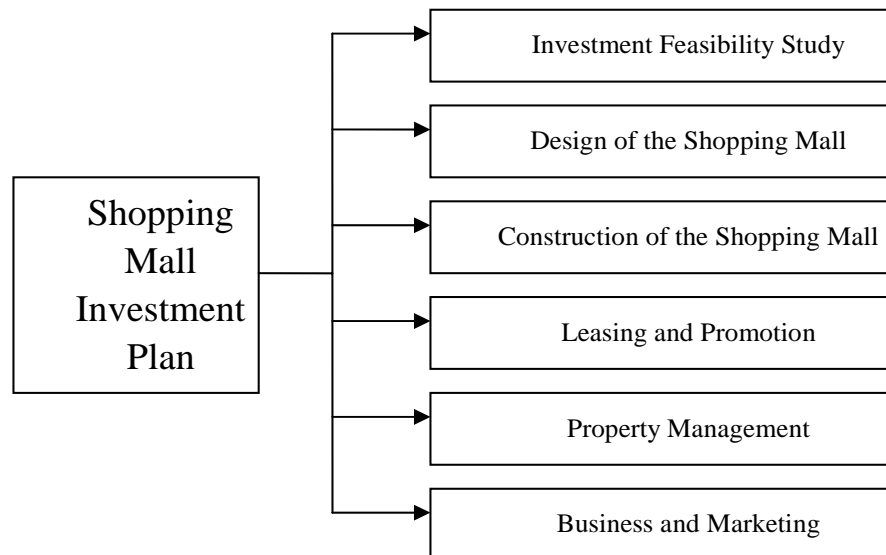 Investment Feasibility Study
Design of the Shopping Mall
Shopping
Mall
Investment
Plan
Construction of the Shopping Mall
Leasing and Promotion
Property Management
Business and Marketing